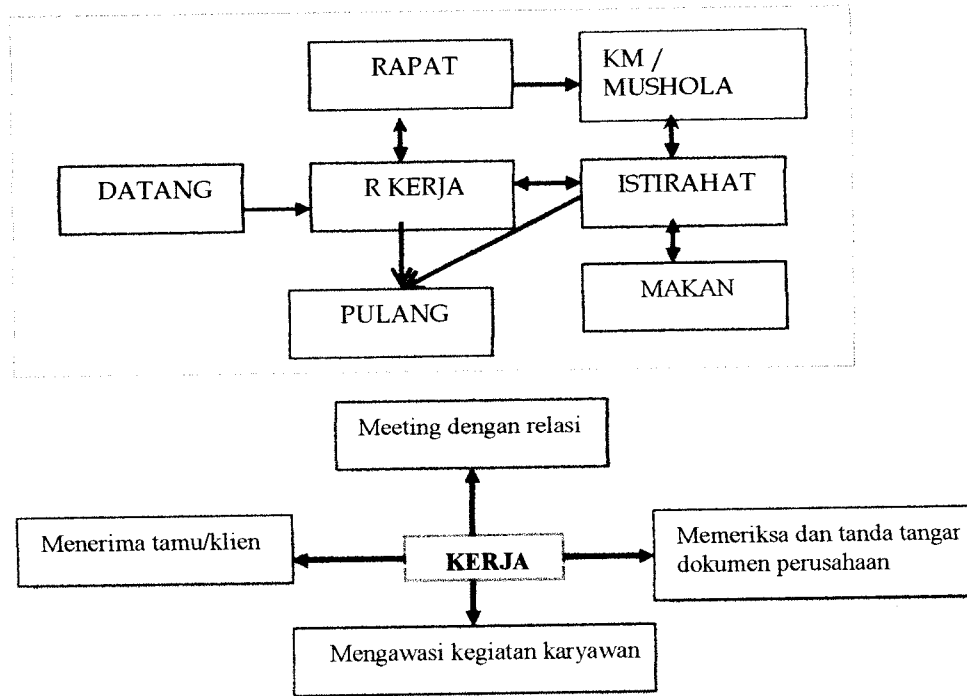 RAPAT
KM /
MUSHOLA
DATANG
R KERJA
ISTIRAHAT
PULANG
MAKAN
Meeting dengan relasi
Menerima tamu/klien
KERJA
Memeriksa dan tanda tangar
dokumen perusahaan
Mengawasi kegiatan karyawan